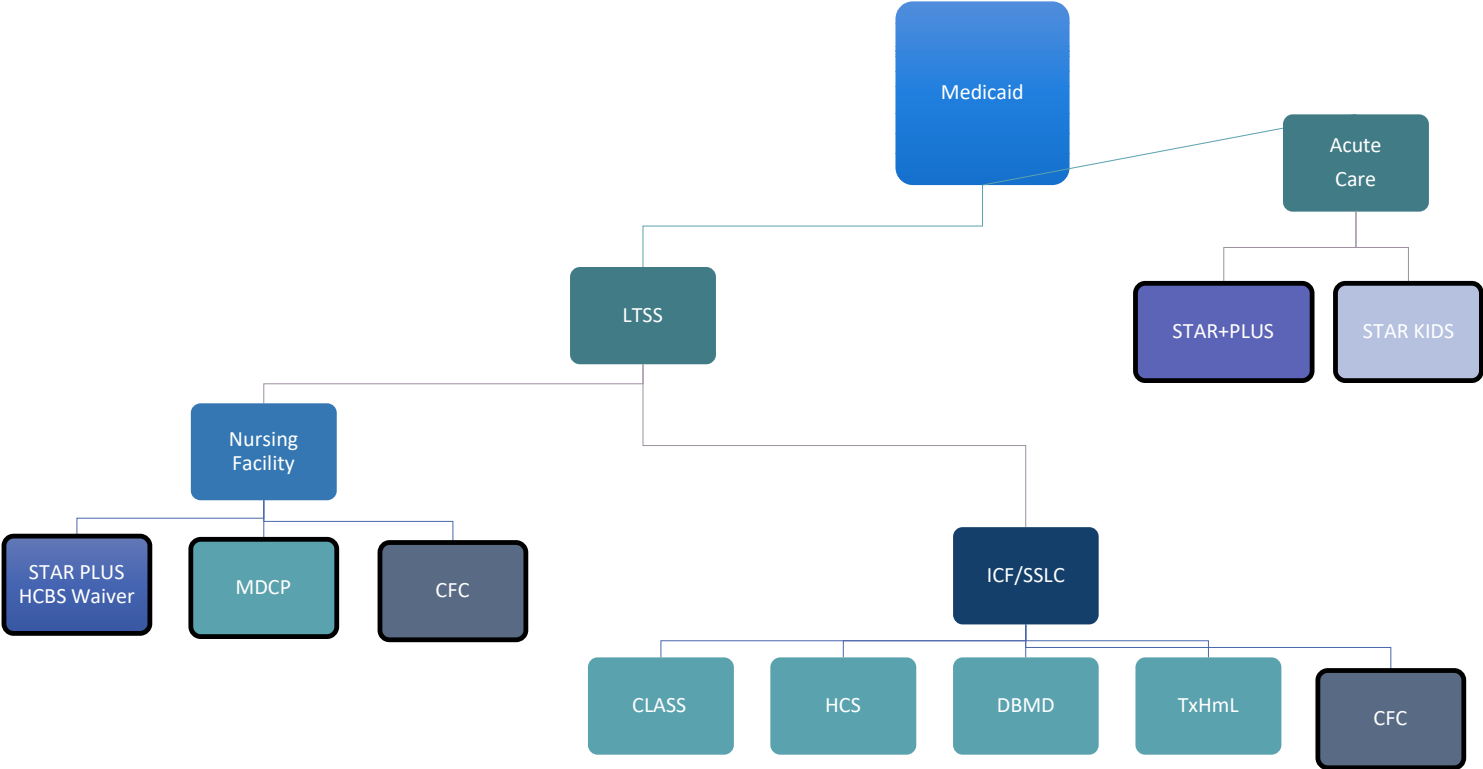 Medicaid
Acute
Care
LTSS
STAR+PLUS
STAR KIDS
Nursing
Facility
STAR PLUS
HCBS Waiver
MDCP
CFC
ICF/SSLC
CLASS
HCS
DBMD
TxHmL
CFC